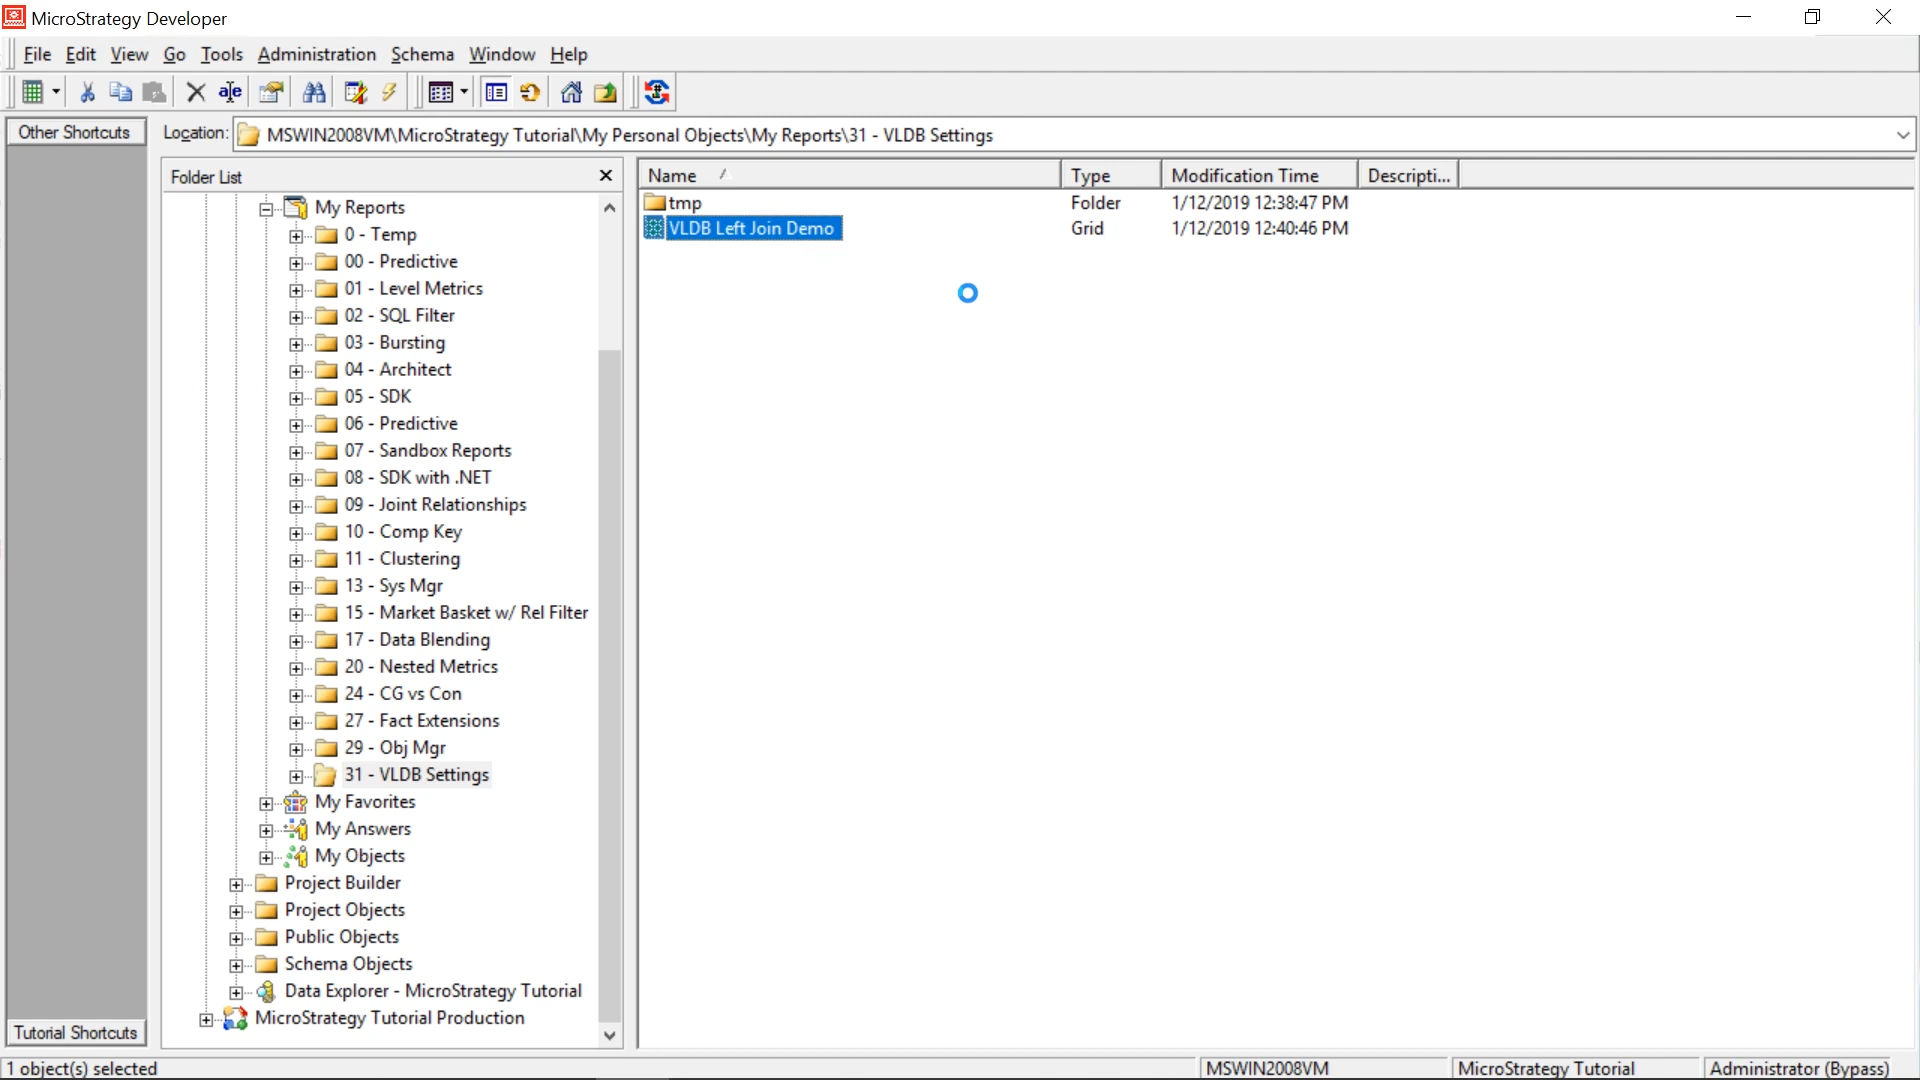 MicroStrategy Developer
File Edit View Go Tools Administration Schema Window Help
Other Shortcuts
Location: MSWIN2008VM\MicroStrategy Tutorial\My Personal Objects\My Reports\31 - VLDB Settings
Folder List
My Reports
0 - Temp
00 - Predictive
01 - Level Metrics
02 - SQL Filter
03 - Bursting
04 - Architect
05 - SDK
06 - Predictive
07 - Sandbox Reports
08 - SDK with .NET
09 - Joint Relationships
10 - Comp Key
11 - Clustering
13 - Sys Mgr
15 - Market Basket w/ Rel Filter
17 - Data Blending
20 - Nested Metrics
24 - CG vs Con
27 - Fact Extensions
29 - Obj Mgr
31 - VLDB Settings
My Favorites
My Answers
My Objects
Project Builder
Project Objects
Public Objects
Schema Objects
Data Explorer - MicroStrategy Tutorial
MicroStrategy Tutorial Production
Tutorial Shortcuts
Name Type Modification Time Descripti...
tmp Folder 1/12/2019 12:38:47 PM
VLDB Left Join Demo Grid 1/12/2019 12:40:46 PM
1 object(s) selected MSWIN2008VM MicroStrategy Tutorial Administrator (Bypass)